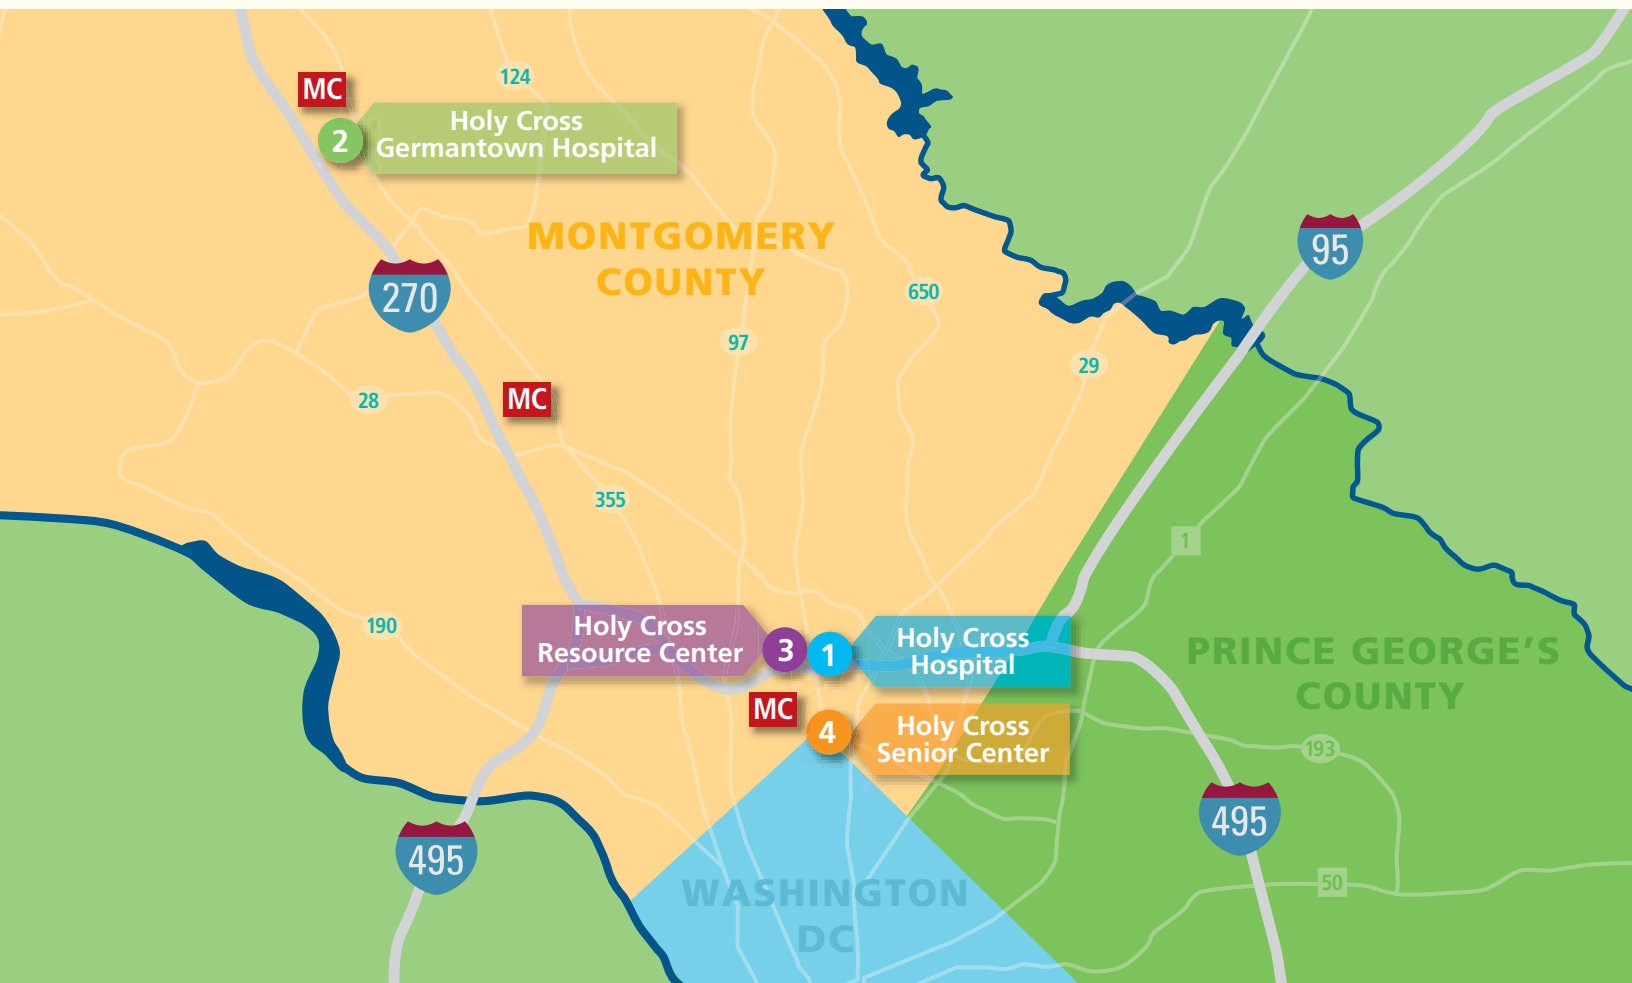 124
MC
2
Holy Cross
Germantown Hospital
MONTGOMERY
COUNTY
95
270
650
97
29
28
MC
355
1
190
Holy Cross
Resource Center
3
1
Holy Cross
Hospital
PRINCE GEORGE'S
COUNTY
MC
4
Holy Cross
Senior Center
193
495
495
WASHINGTON
DC
50